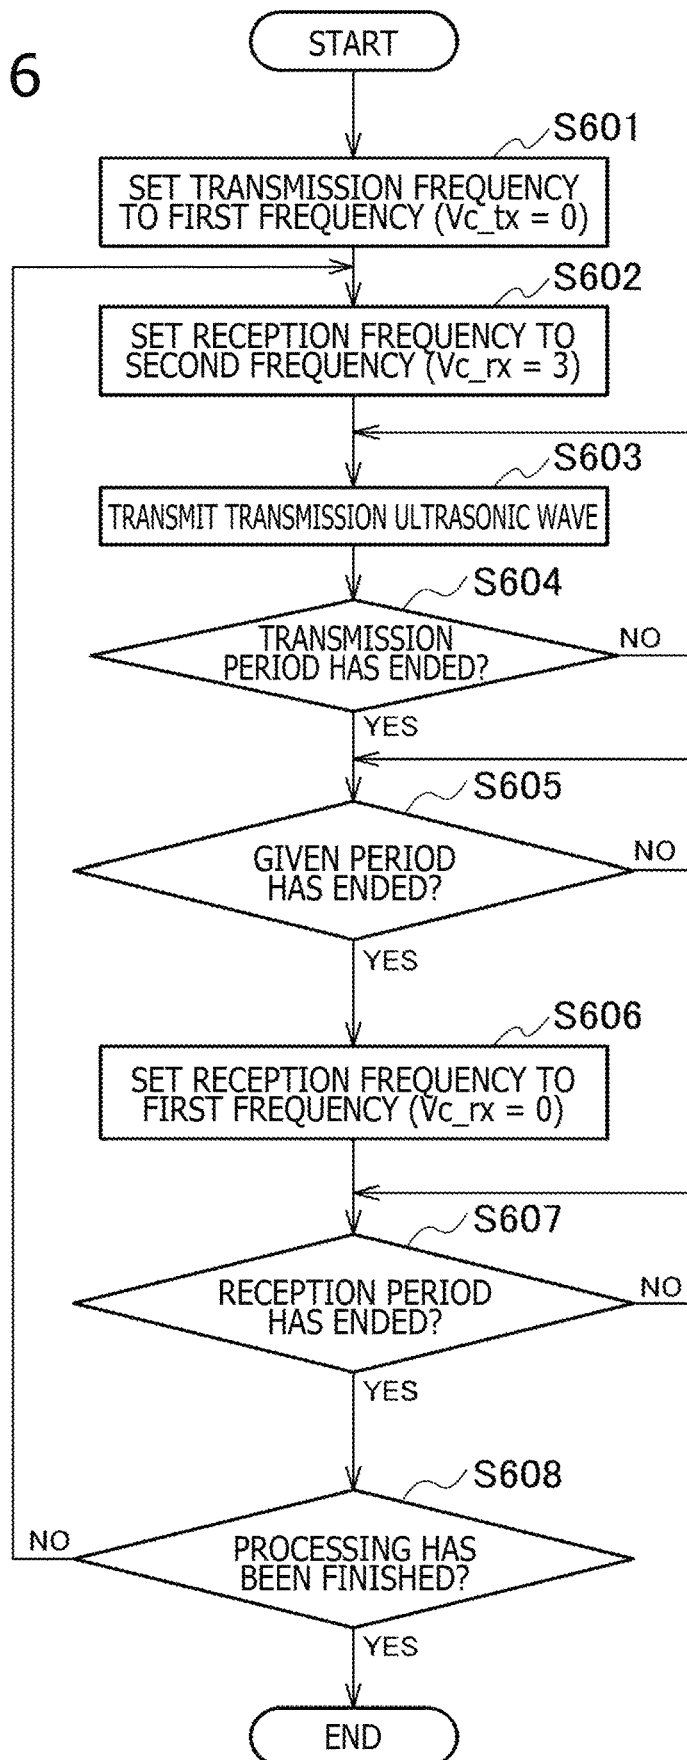 6
START
S601
SET TRANSMISSION FREQUENCY
TO FIRST FREQUENCY (Vc_tx = 0)
S602
SET RECEPTION FREQUENCY TO
SECOND FREQUENCY (Vc_rx = 3)
S603
TRANSMIT TRANSMISSION ULTRASONIC WAVE
S604
TRANSMISSION
PERIOD HAS ENDED?
NO
YES
S605
GIVEN PERIOD
HAS ENDED?
NO
YES
S606
SET RECEPTION FREQUENCY TO
FIRST FREQUENCY (Vc_rx = 0)
S607
RECEPTION PERIOD
HAS ENDED?
NO
YES
S608
NO
PROCESSING HAS
BEEN FINISHED?
YES
END